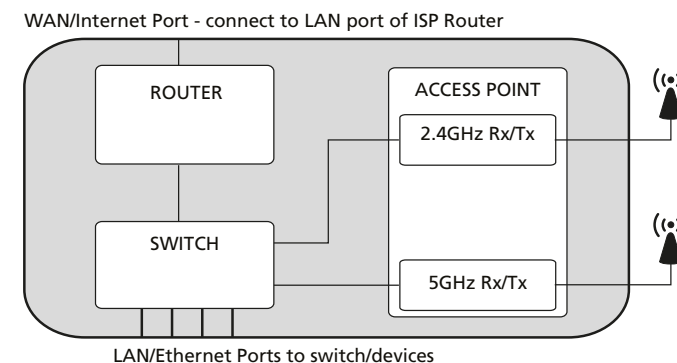 WAN/Internet Port - connect to LAN port of ISP Router
ROUTER
ACCESS POINT
2.4GHz Rx/Tx
SWITCH
5GHz Rx/Tx
LAN/Ethernet Ports to switch/devices